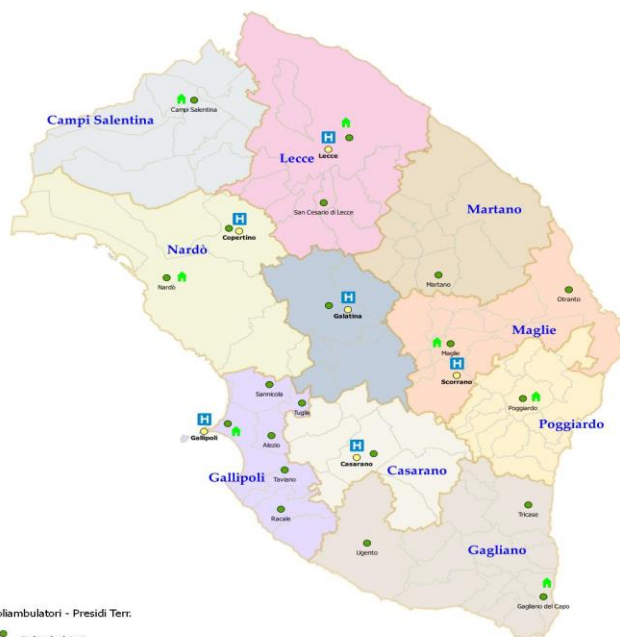 Campi Salentina
Campi Salentina
H
Lecce
Lecce
San Cesario di Lecce
Martano
Martano
H
Copertino
Nardò
Nardò
H
Galatina
Otranto
Maglie
Maglie
H
Scorrano
Poggiardo
Poggiardo
Sannicola
Tuglie
H
Gallipoli
Alezio
Taviano
Gallipoli
Racale
H
Casarano
Casarano
Tricase
Ugento
Gagliano
Gagliano del Capo
oliambulatori - Presidi Terr.